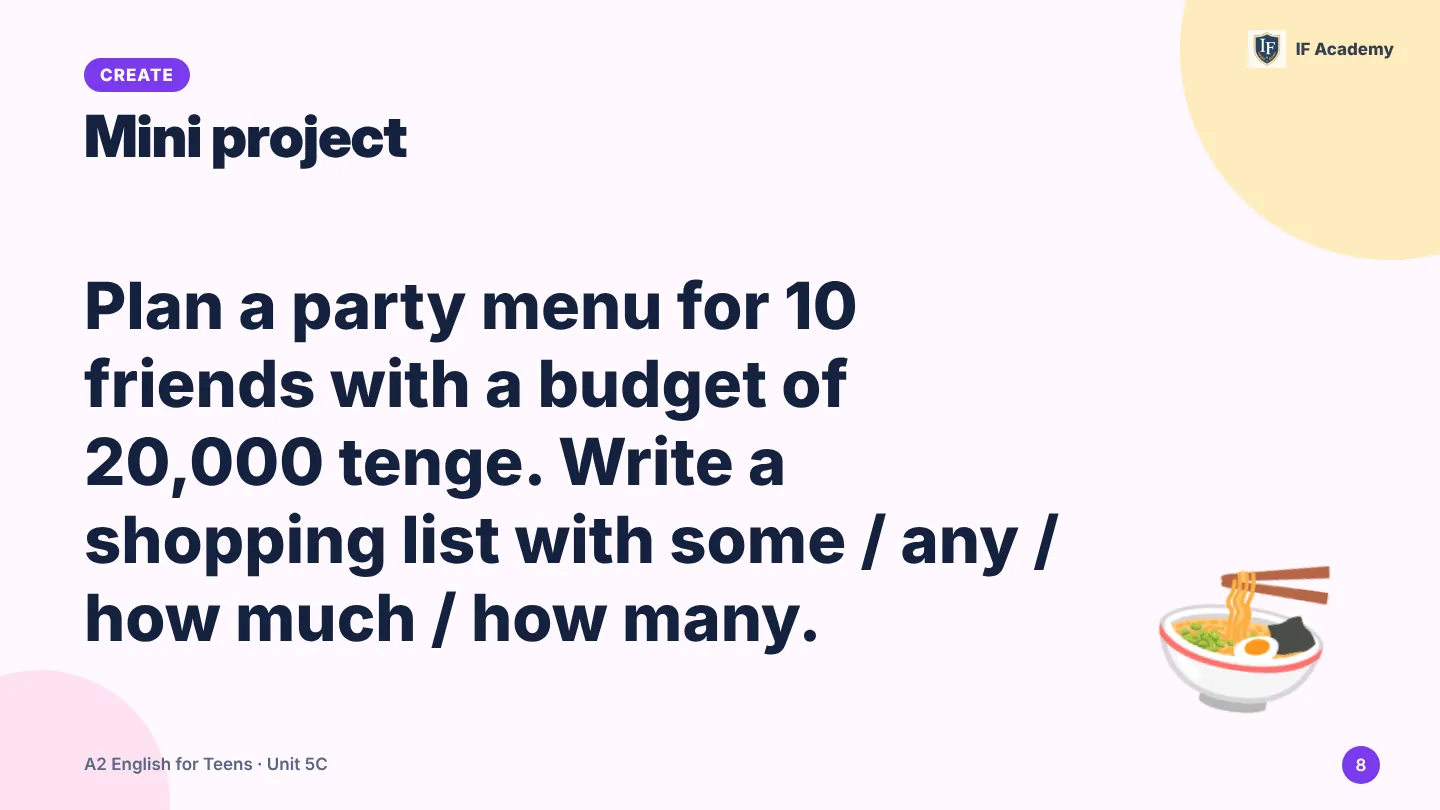 IF
IF Academy
CREATE
Mini project
Plan a party menu for 10
friends with a budget of
20,000 tenge. Write a
shopping list with some / any /
how much / how many.
A2 English for Teens · Unit 5C
8